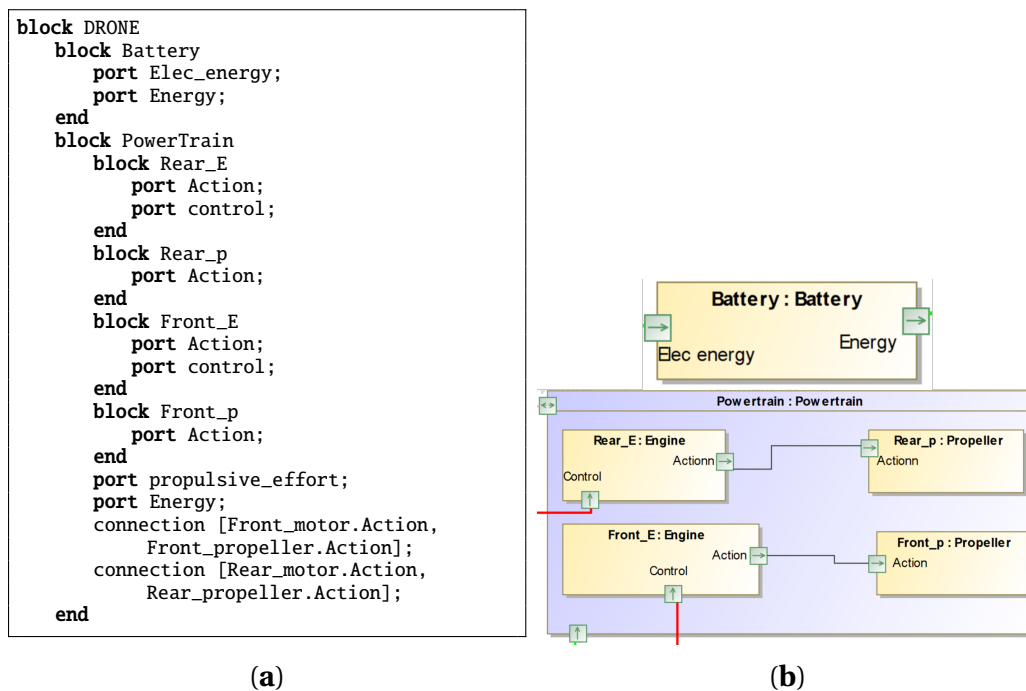 block DRONE
block Battery
port Elec_energy;
port Energy;
end
block PowerTrain
block Rear_E
port Action;
port control;
end
block Rear_p
port Action;
end
block Front_E
port Action;
port control;
end
block Front_p
port Action;
end
port propulsive_effort;
port Energy;
connection [Front_motor.Action,
Front_propeller.Action];
connection [Rear_motor.Action,
Rear_propeller.Action];
end
(a)
Battery : Battery
Energy
Elec energy
Powertrain : Powertrain
Rear_E : Engine
Actionn
Control
Rear_p : Propeller
Actionn
Front_E : Engine
Action
Control
Front_p : Propeller
Action
(b)